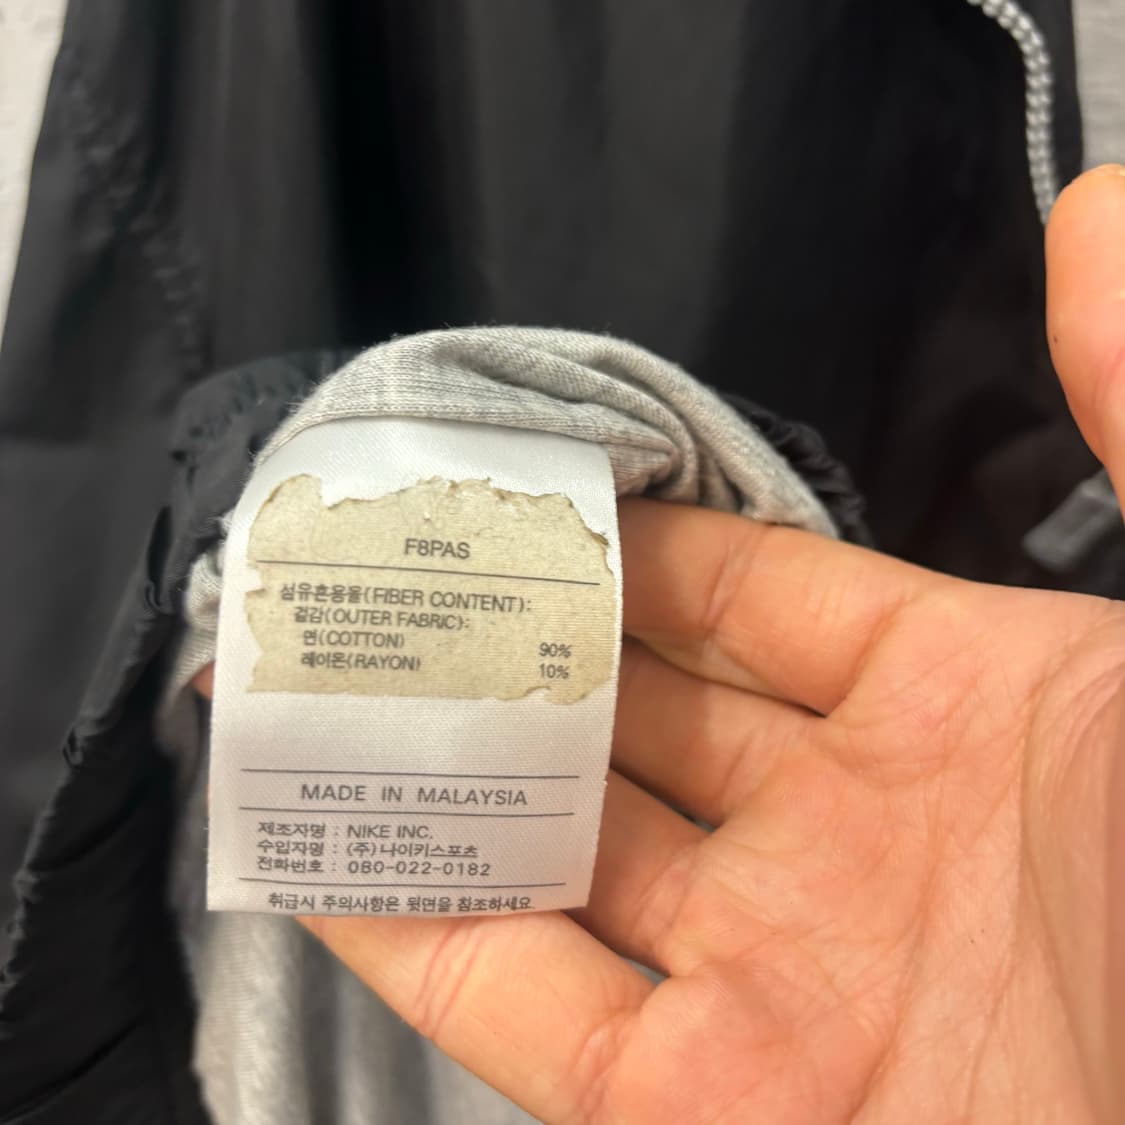 F8PAS
섬유혼용율(FIBER CONTENT):
겉감(OUTER FABRIC):
면(COTTON) 90%
레이온(RAYON) 10%
MADE IN MALAYSIA
제조자명 : NIKE INC.
수입자명 : (주)나이키스포츠
전화번호 : 080-022-0182
취급시 주의사항은 뒷면을 참조하세요.